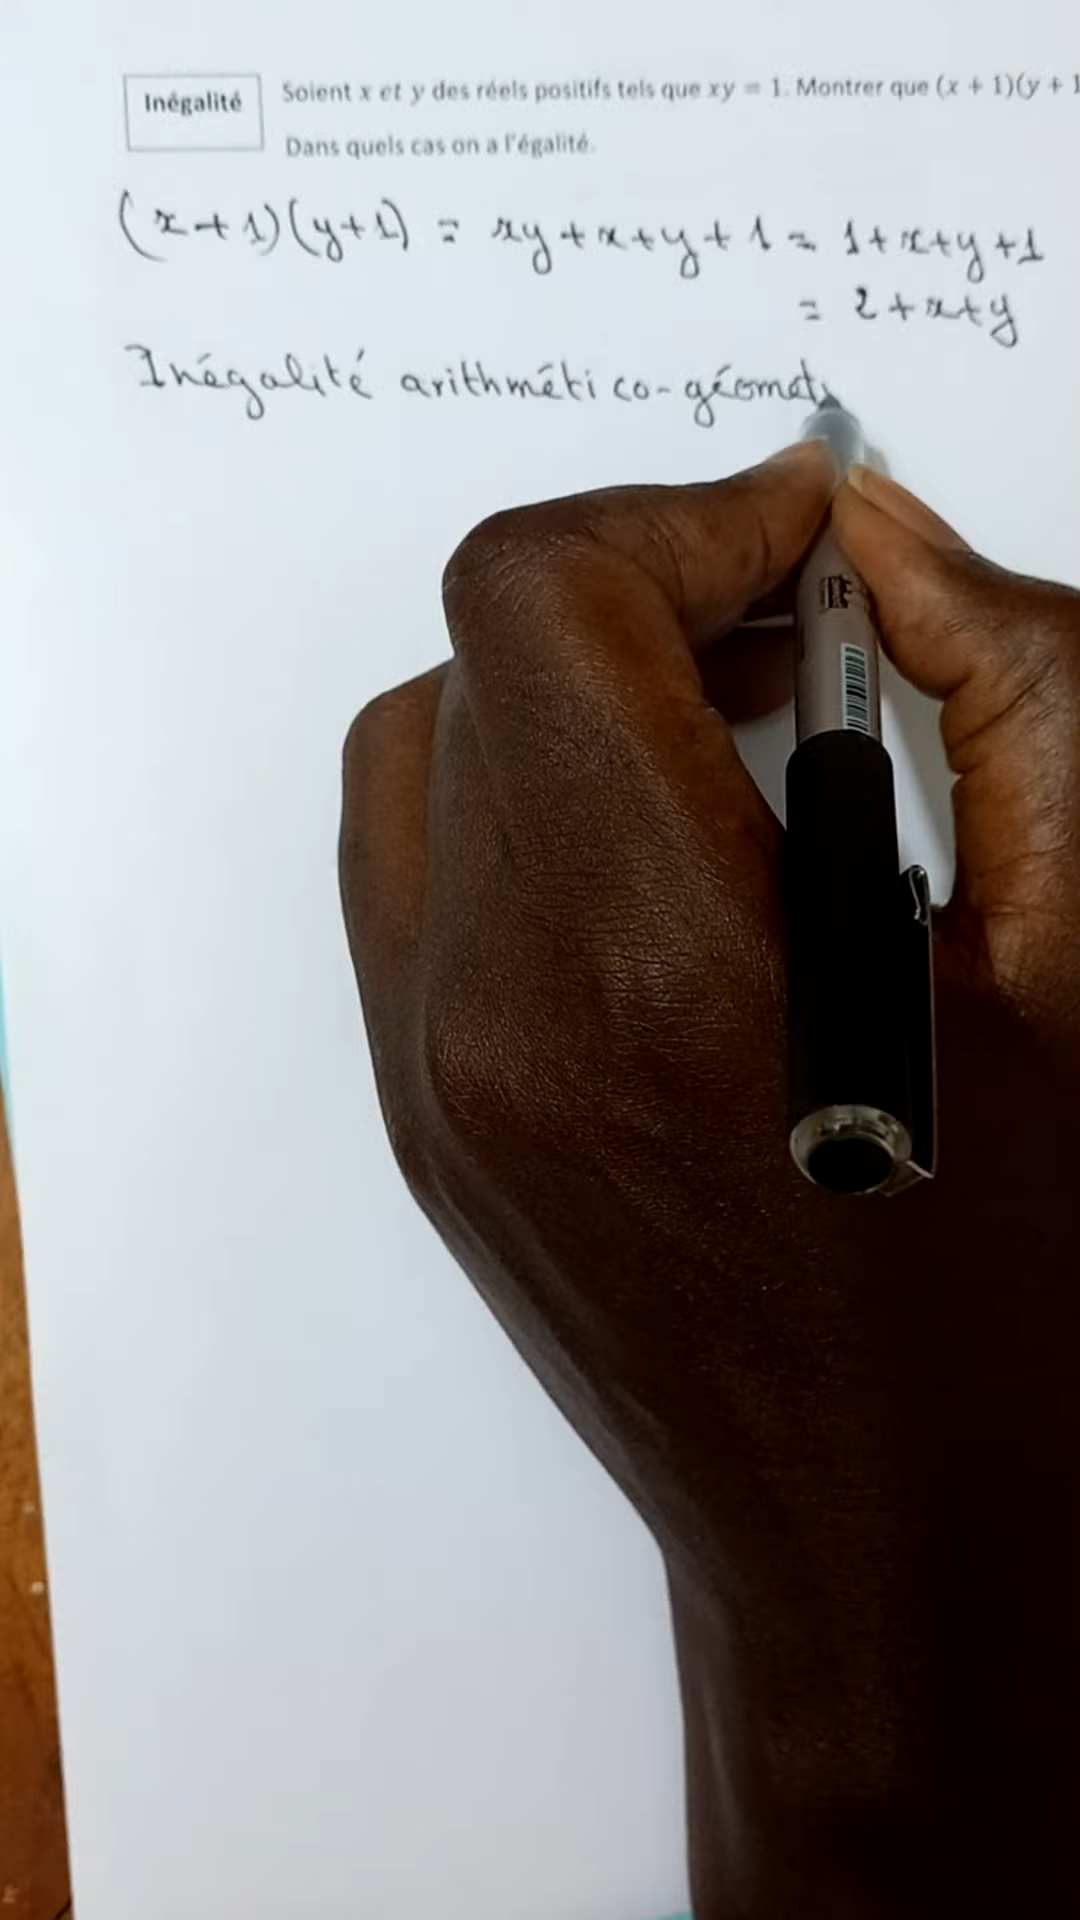 Inégalité
Soient x et y des réels positifs tels que xy = 1. Montrer que (x + 1)(y + 1
Dans quels cas on a l'égalité.
(x+1)(y+1) = xy+x+y+1 = 1+x+y+1
= 2+x+y
Inégalité arithmético-géomét